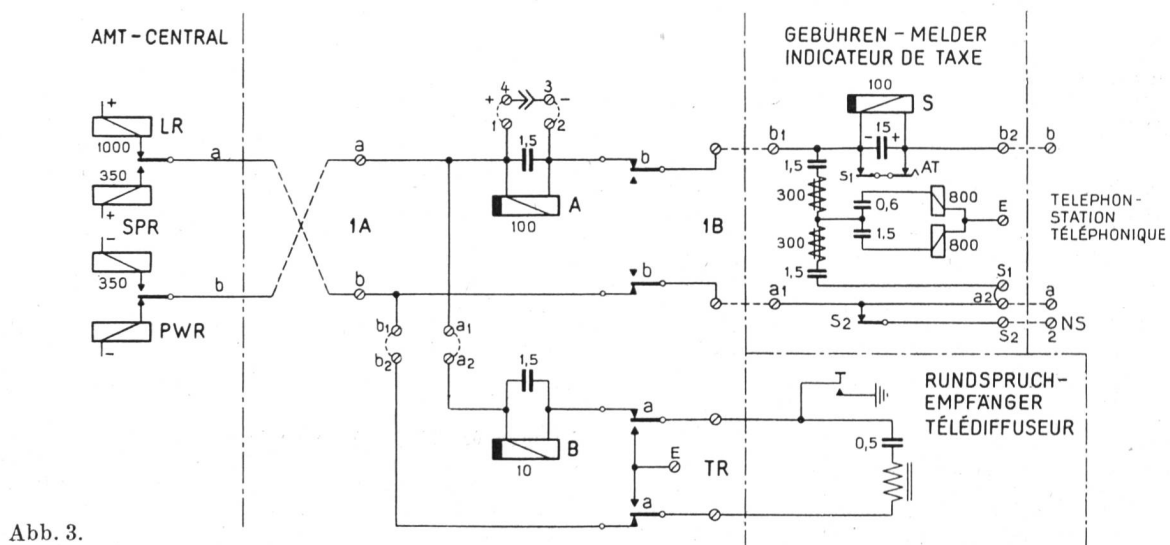 AMT - CENTRAL
GEBÜHREN - MELDER
INDICATEUR DE TAXE
+
LR
1000
a
350
+
SPR
-
350
b
PWR
-
1A
a
b
4
3
+
-
1
2
1,5
A
100
b
1B
b
b1
a1
b2
a2
1,5
B
10
a
E
TR
a
100
S
b1
- 15 +
b2
b
1,5
S1
AT
300
0,6
800
E
1,5
800
300
1,5
S1
a1
a2
a
S2
S2
2
NS
TELEPHON-
STATION
TÉLÉPHONIQUE
RUNDSPRUCH-
EMPFÄNGER
TÉLÉDIFFUSEUR
0,5
Abb. 3.